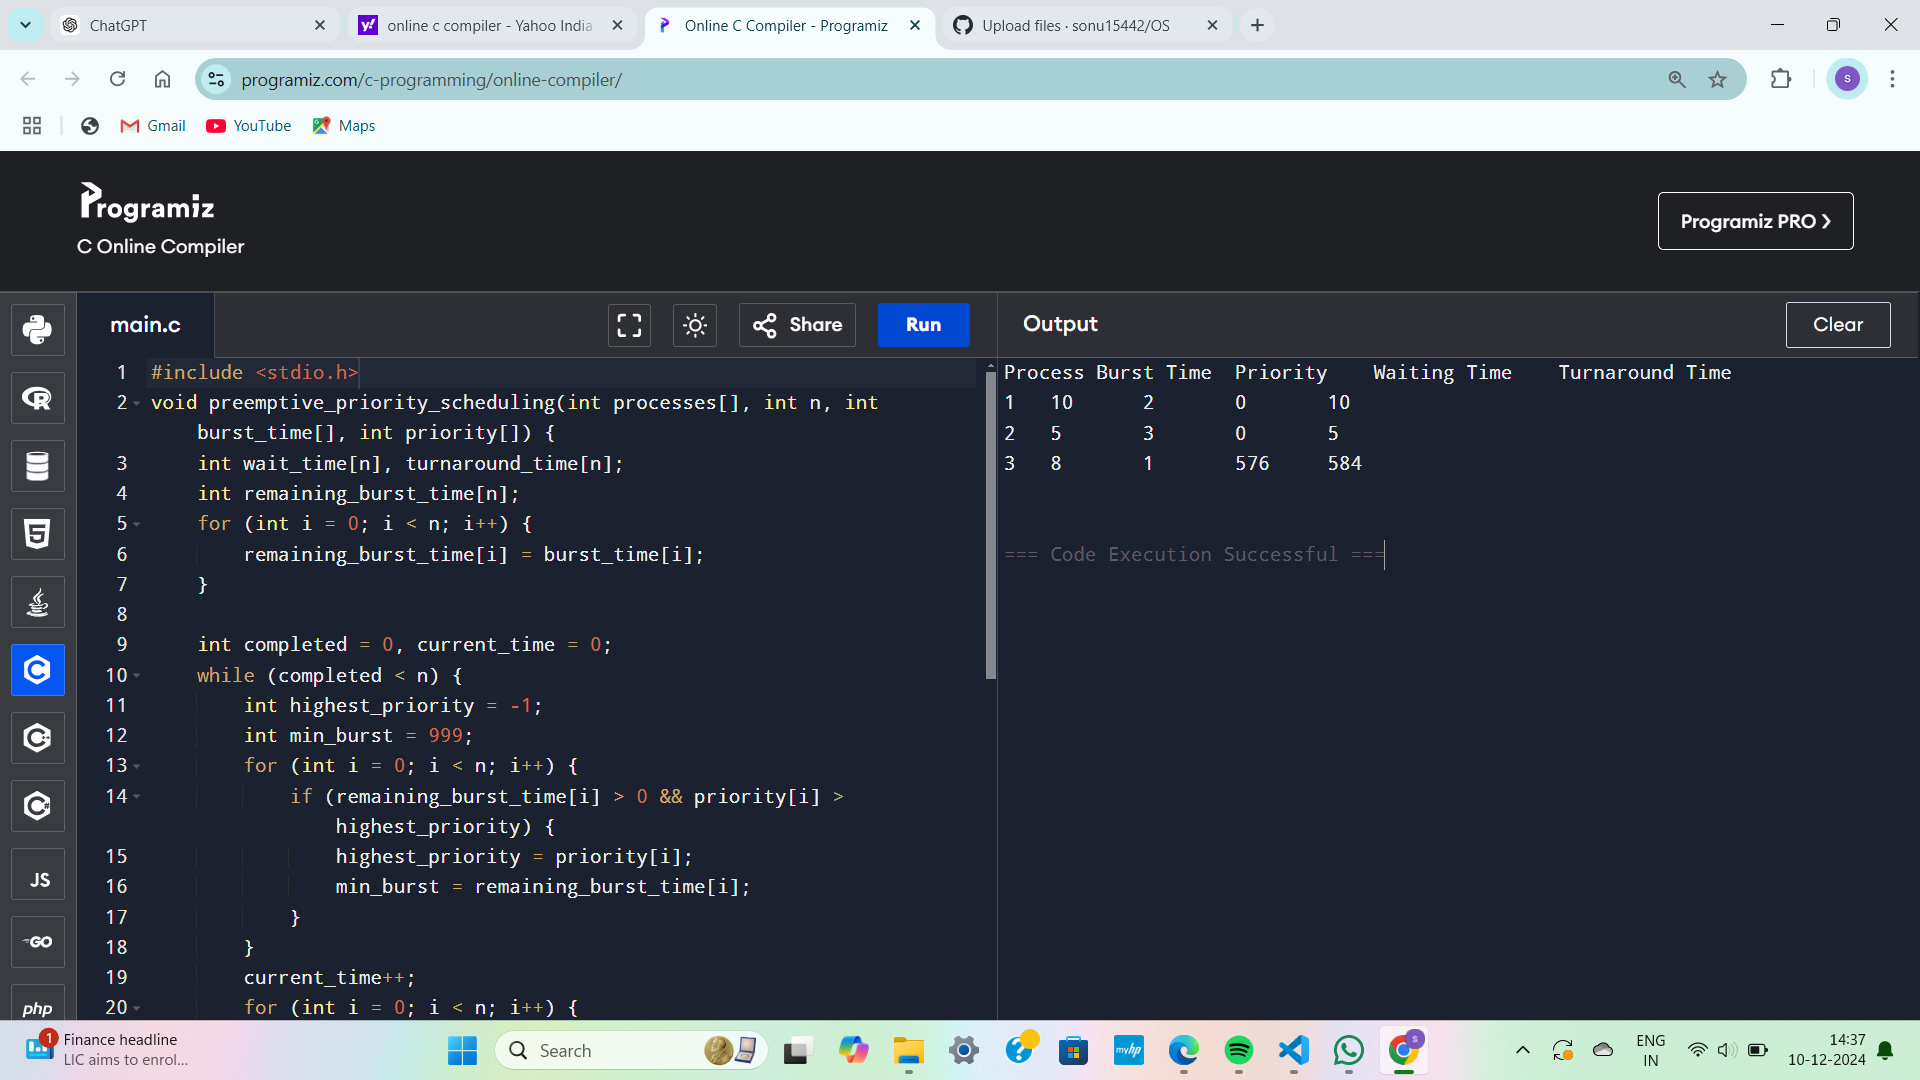 ChatGPT
online c compiler - Yahoo India
Online C Compiler - Programiz
Upload files · sonu15442/OS
programiz.com/c-programming/online-compiler/
S
Gmail
YouTube
Maps
Programiz
C Online Compiler
Programiz PRO
main.c
Share
Run
Output
Clear
1 #include <stdio.h>
2 void preemptive_priority_scheduling(int processes[], int n, int
burst_time[], int priority[]) {
3 int wait_time[n], turnaround_time[n];
4 int remaining_burst_time[n];
5 for (int i = 0; i < n; i++) {
6 remaining_burst_time[i] = burst_time[i];
7 }
8
9 int completed = 0, current_time = 0;
10 while (completed < n) {
11 int highest_priority = -1;
12 int min_burst = 999;
13 for (int i = 0; i < n; i++) {
14 if (remaining_burst_time[i] > 0 && priority[i] >
highest_priority) {
15 highest_priority = priority[i];
16 min_burst = remaining_burst_time[i];
17 }
18 }
19 current_time++;
20 for (int i = 0; i < n; i++) {
Process Burst Time Priority Waiting Time Turnaround Time
1 10 2 0 10
2 5 3 0 5
3 8 1 576 584
=== Code Execution Successful ===
JS
GO
php
1
Finance headline
LIC aims to enrol...
Search
myhp
S
ENG
IN
14:37
10-12-2024